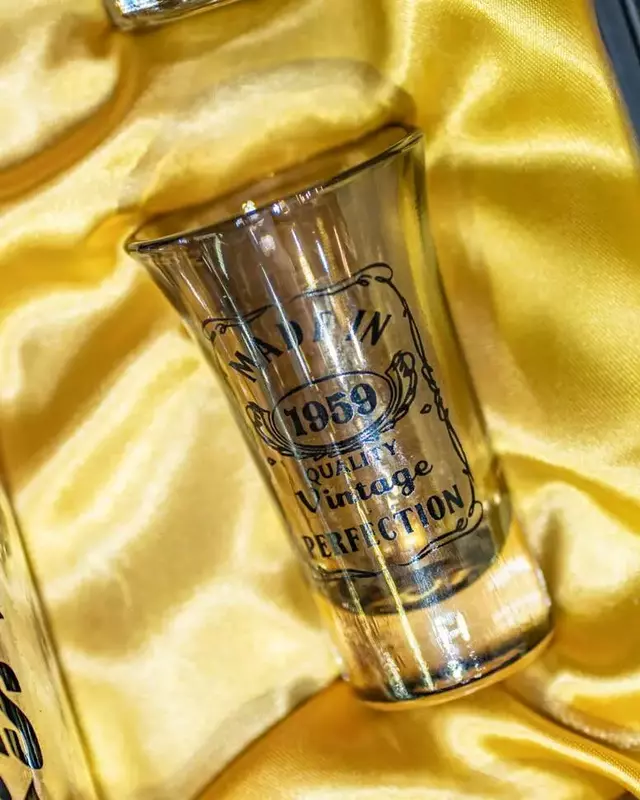 MADE IN
1959
QUALITY
Vintage
PERFECTION